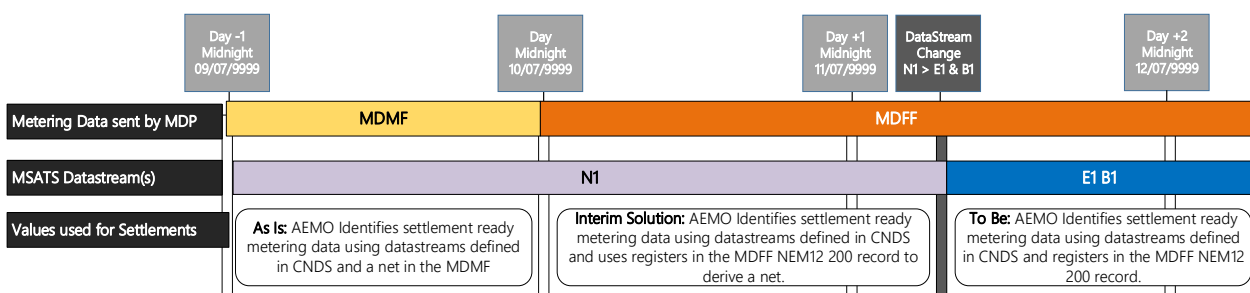 Day -1
Midnight
09/07/9999
Day
Midnight
10/07/9999
Day +1
Midnight
11/07/9999
DataStream
Change
N1 > E1 & B1
Day +2
Midnight
12/07/9999
Metering Data sent by MDP
MDMF
MDFF
MSATS Datastream(s)
N1
E1 B1
Values used for Settlements
As Is: AEMO Identifies settlement ready
metering data using datastreams defined
in CNDS and a net in the MDMF
Interim Solution: AEMO Identifies settlement ready
metering data using datastreams defined in CNDS
and uses registers in the MDFF NEM12 200 record to
derive a net.
To Be: AEMO Identifies settlement ready
metering data using datastreams defined
in CNDS and registers in the MDFF NEM12
200 record.